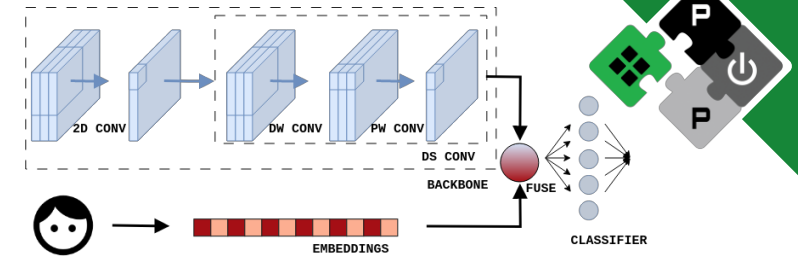 P
P
2D CONV
DW CONV
PW CONV
DS CONV
BACKBONE
FUSE
EMBEDDINGS
CLASSIFIER